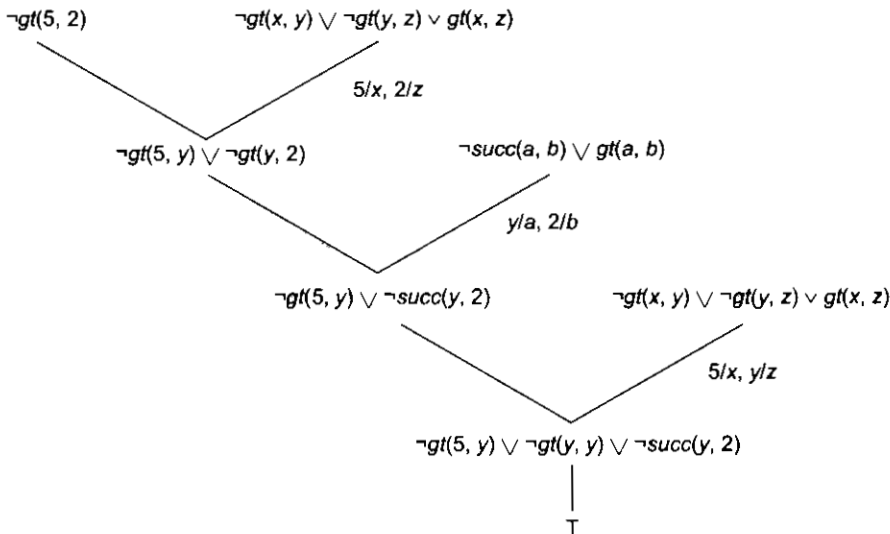 ¬gt(5, 2) ¬gt(x, y) ∨ ¬gt(y, z) ∨ gt(x, z)
5/x, 2/z
¬gt(5, y) ∨ ¬gt(y, 2) ¬succ(a, b) ∨ gt(a, b)
y/a, 2/b
¬gt(5, y) ∨ ¬succ(y, 2) ¬gt(x, y) ∨ ¬gt(y, z) ∨ gt(x, z)
5/x, y/z
¬gt(5, y) ∨ ¬gt(y, y) ∨ ¬succ(y, 2)
T